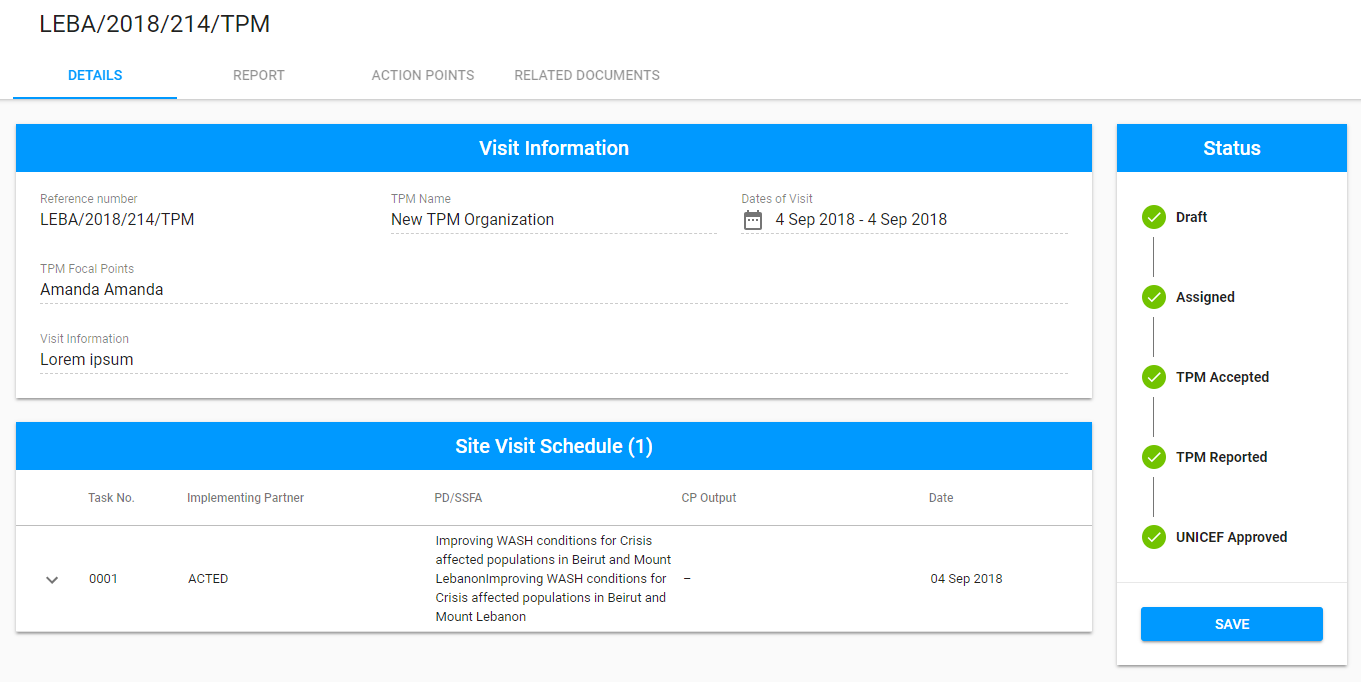 LEBA/2018/214/TPM
DETAILS REPORT ACTION POINTS RELATED DOCUMENTS
Visit Information
Reference number TPM Name Dates of Visit
LEBA/2018/214/TPM New TPM Organization 4 Sep 2018 - 4 Sep 2018
TPM Focal Points
Amanda Amanda
Visit Information
Lorem ipsum
Site Visit Schedule (1)
Task No. Implementing Partner PD/SSFA CP Output Date
Improving WASH conditions for Crisis
affected populations in Beirut and Mount
0001 ACTED LebanonImproving WASH conditions for – 04 Sep 2018
Crisis affected populations in Beirut and
Mount Lebanon
Status
Draft
Assigned
TPM Accepted
TPM Reported
UNICEF Approved
SAVE